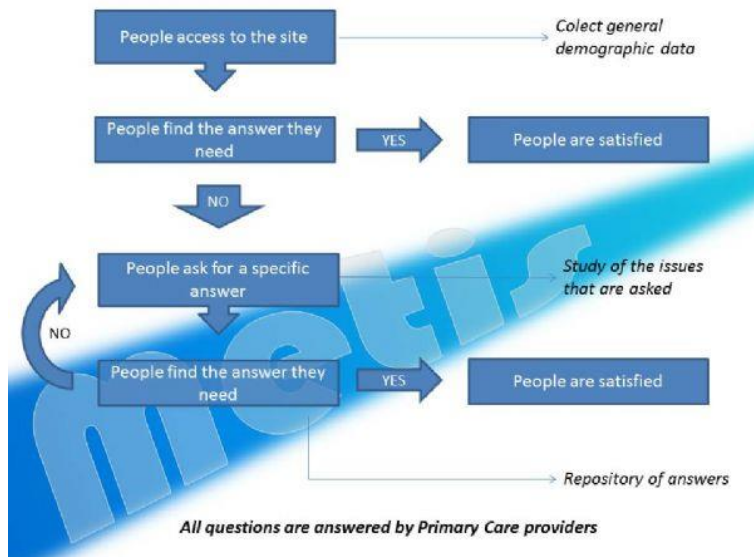 People access to the site
Colect general
demographic data
People find the answer they
need
YES
People are satisfied
NO
People ask for a specific
answer
Study of the issues
that are asked
NO
People find the answer they
need
YES
People are satisfied
Repository of answers
metis
All questions are answered by Primary Care providers